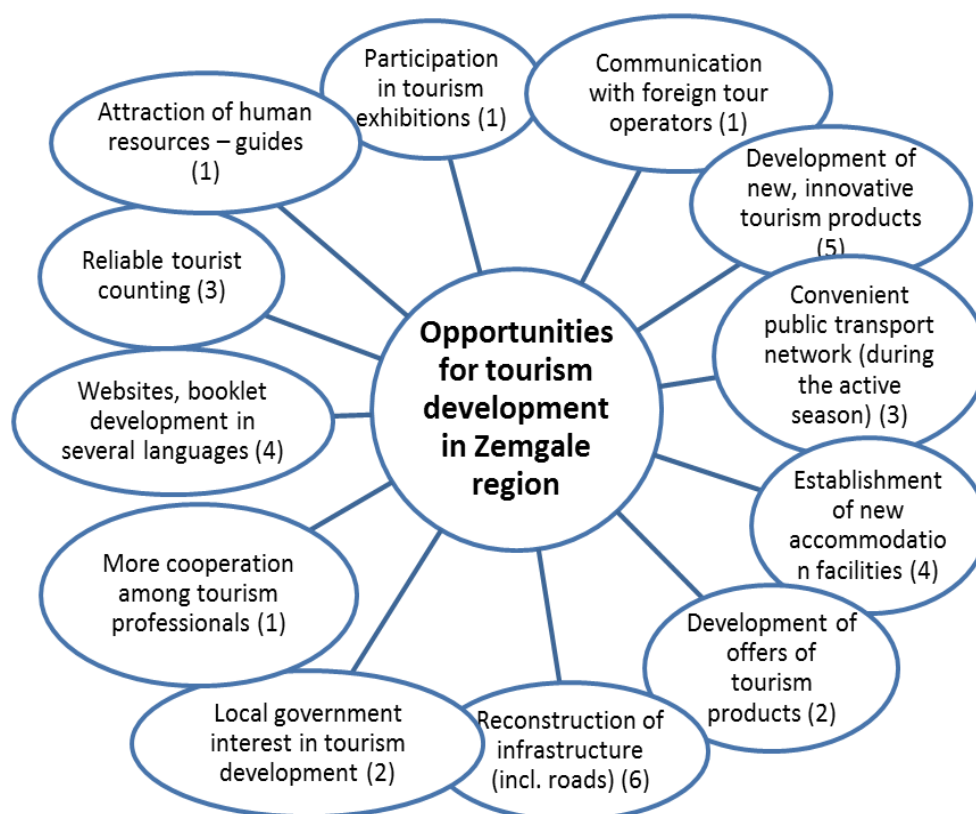 Participation
in tourism
exhibitions (1)
Communication
with foreign tour
operators (1)
Development of
new, innovative
tourism products
(5)
Convenient
public transport
network (during
the active
season) (3)
Establishment
of new
accommodatio
n facilities (4)
Development of
offers of
tourism
products (2)
Reconstruction of
infrastructure
(incl. roads) (6)
Local government
interest in tourism
development (2)
More cooperation
among tourism
professionals (1)
Websites, booklet
development in
several languages (4)
Reliable tourist
counting (3)
Attraction of human
resources – guides
(1)
Opportunities
for tourism
development
in Zemgale
region